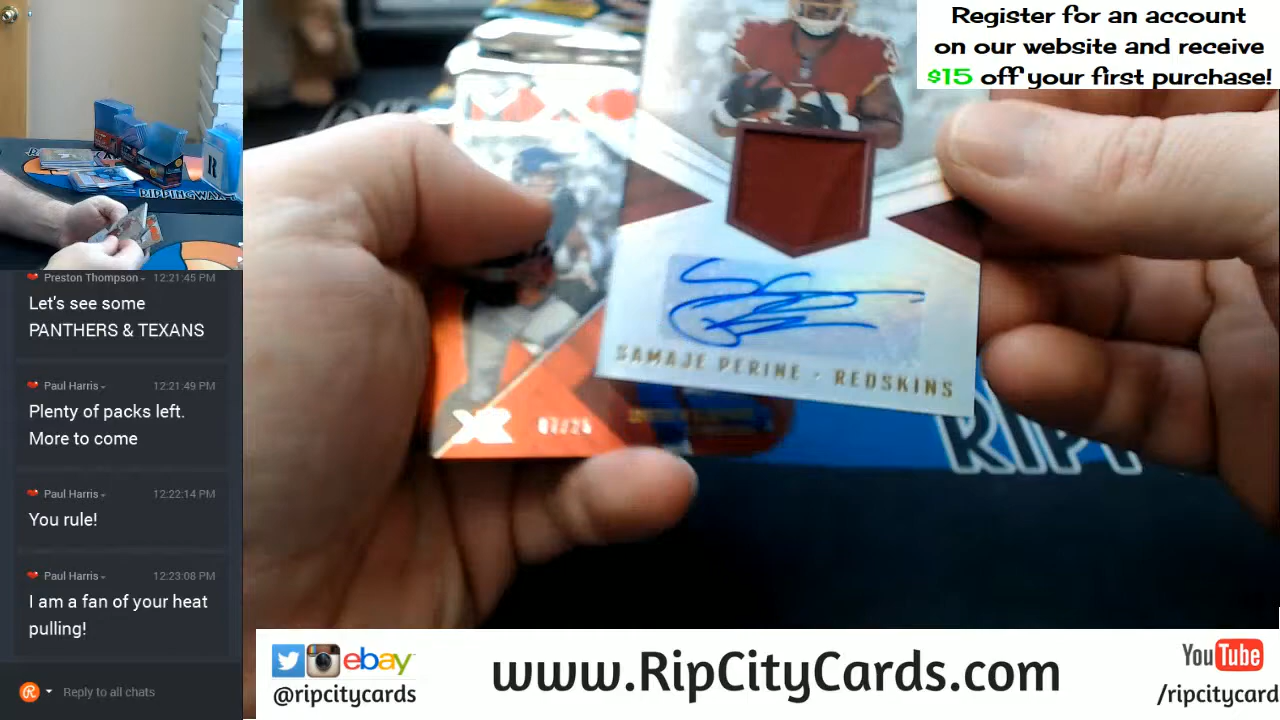 Register for an account
on our website and receive
$15 off your first purchase!
RIPPINGWAX
Preston Thompson 12:21:45 PM
Let's see some
PANTHERS & TEXANS
Paul Harris 12:21:49 PM
Plenty of packs left.
More to come
Paul Harris 12:22:14 PM
You rule!
Paul Harris 12:23:08 PM
I am a fan of your heat
pulling!
Reply to all chats
SAMAJE PERINE · REDSKINS
XR
RIP
ebay
@ripcitycards
www.RipCityCards.com
YouTube
/ripcitycard